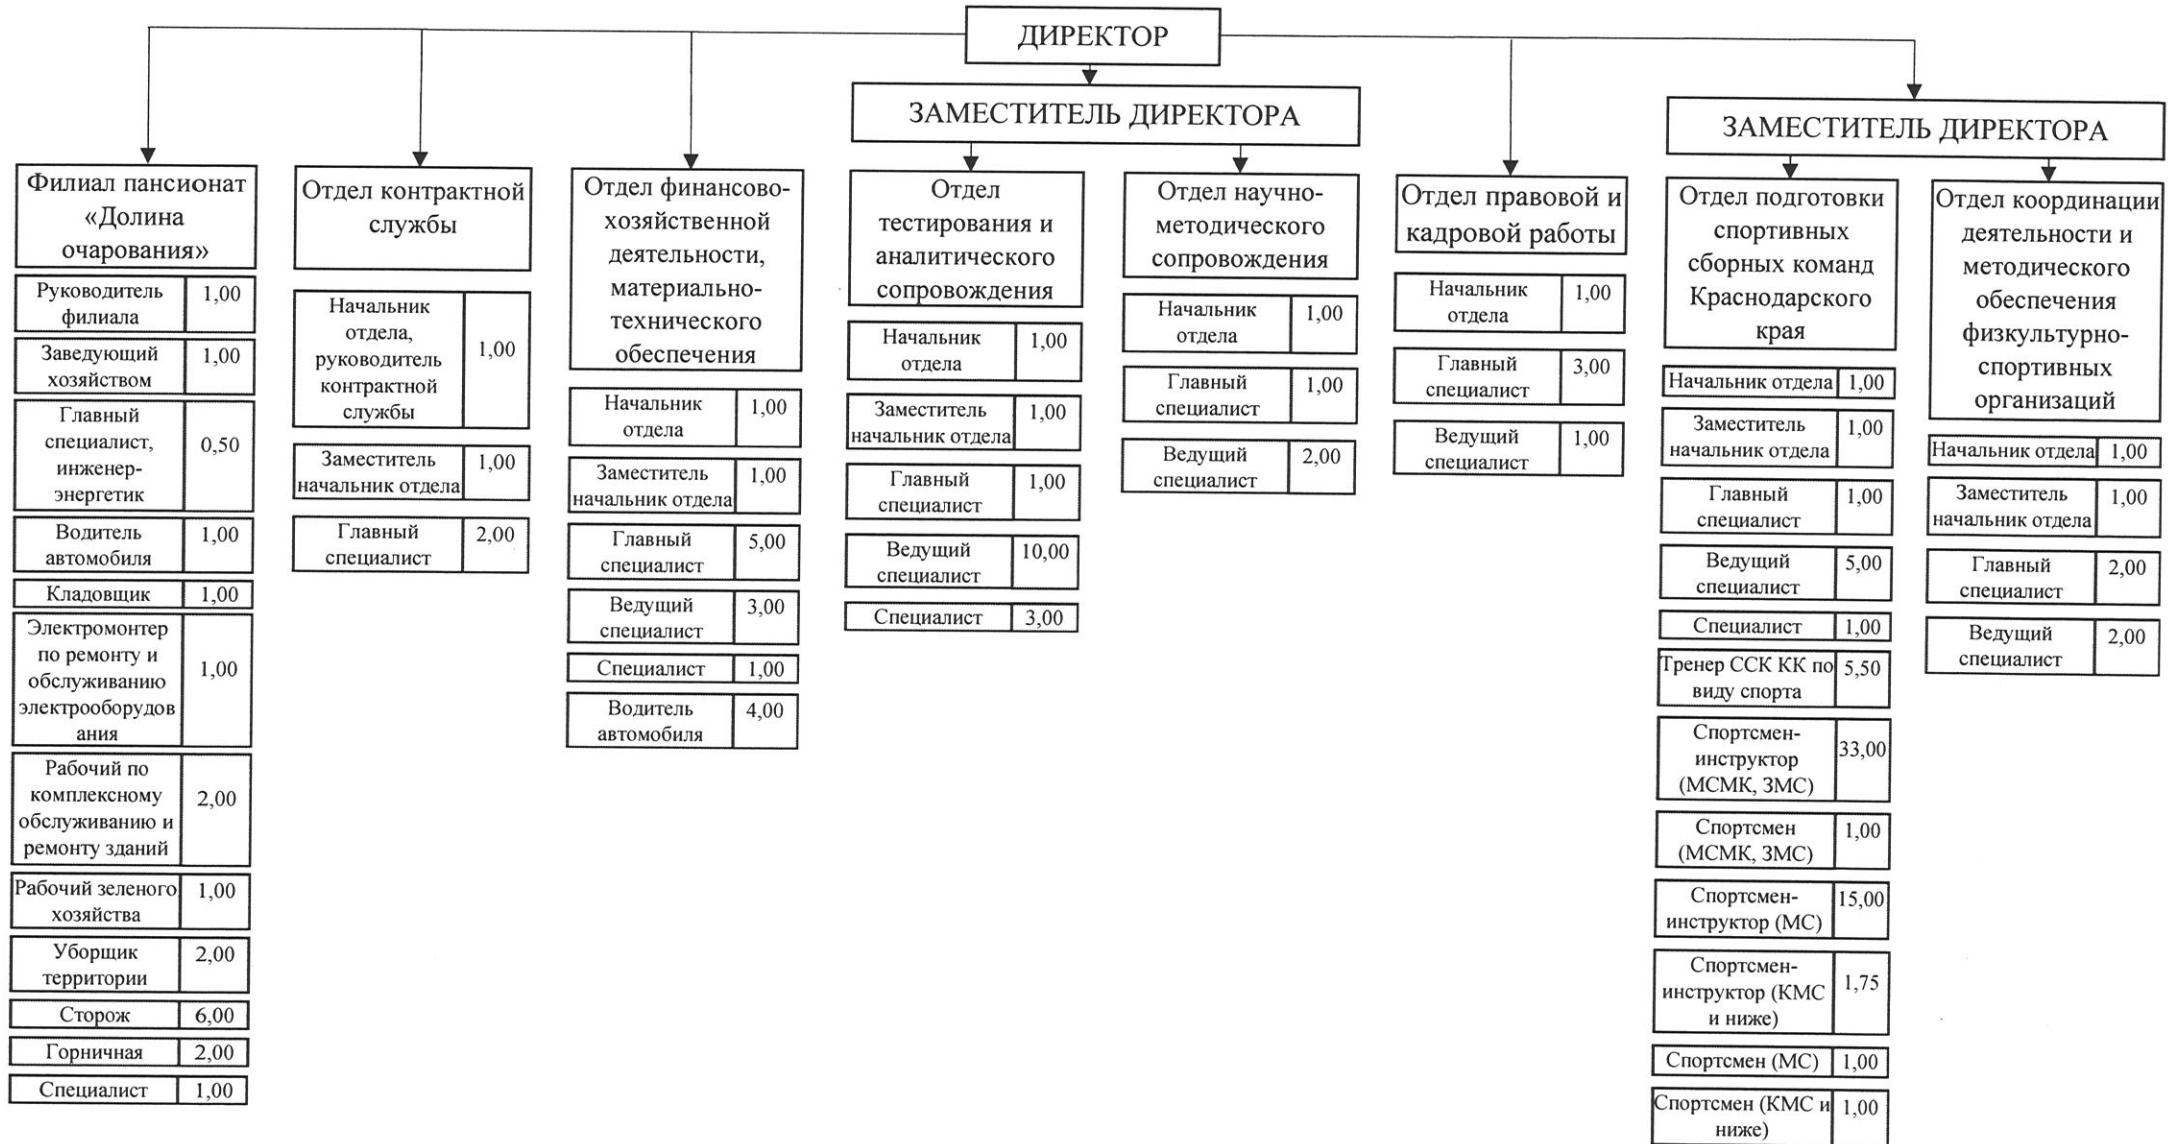 ДИРЕКТОР
ЗАМЕСТИТЕЛЬ ДИРЕКТОРА
ЗАМЕСТИТЕЛЬ ДИРЕКТОРА
Филиал пансионат
«Долина
очарования»
Руководитель
филиала
1,00
Заведующий
хозяйством
1,00
Главный
специалист,
инженер-
энергетик
0,50
Водитель
автомобиля
1,00
Кладовщик
1,00
Электромонтер
по ремонту и
обслуживанию
электрооборудов
ания
1,00
Рабочий по
комплексному
обслуживанию и
ремонту зданий
2,00
Рабочий зеленого
хозяйства
1,00
Уборщик
территории
2,00
Сторож
6,00
Горничная
2,00
Специалист
1,00
Отдел контрактной
службы
Начальник
отдела,
руководитель
контрактной
службы
1,00
Заместитель
начальник отдела
1,00
Главный
специалист
2,00
Отдел финансово-
хозяйственной
деятельности,
материально-
технического
обеспечения
Начальник
отдела
1,00
Заместитель
начальник отдела
1,00
Главный
специалист
5,00
Ведущий
специалист
3,00
Специалист
1,00
Водитель
автомобиля
4,00
Отдел
тестирования и
аналитического
сопровождения
Начальник
отдела
1,00
Заместитель
начальник отдела
1,00
Главный
специалист
1,00
Ведущий
специалист
10,00
Специалист
3,00
Отдел научно-
методического
сопровождения
Начальник
отдела
1,00
Главный
специалист
1,00
Ведущий
специалист
2,00
Отдел правовой и
кадровой работы
Начальник
отдела
1,00
Главный
специалист
3,00
Ведущий
специалист
1,00
Отдел подготовки
спортивных
сборных команд
Краснодарского
края
Начальник отдела
1,00
Заместитель
начальник отдела
1,00
Главный
специалист
1,00
Ведущий
специалист
5,00
Специалист
1,00
Тренер ССК КК по
виду спорта
5,50
Спортсмен-
инструктор
(МСМК, ЗМС)
33,00
Спортсмен
(МСМК, ЗМС)
1,00
Спортсмен-
инструктор (МС)
15,00
Спортсмен-
инструктор (КМС
и ниже)
1,75
Спортсмен (МС)
1,00
Спортсмен (КМС и
ниже)
1,00
Отдел координации
деятельности и
методического
обеспечения
физкультурно-
спортивных
организаций
Начальник отдела
1,00
Заместитель
начальник отдела
1,00
Главный
специалист
2,00
Ведущий
специалист
2,00